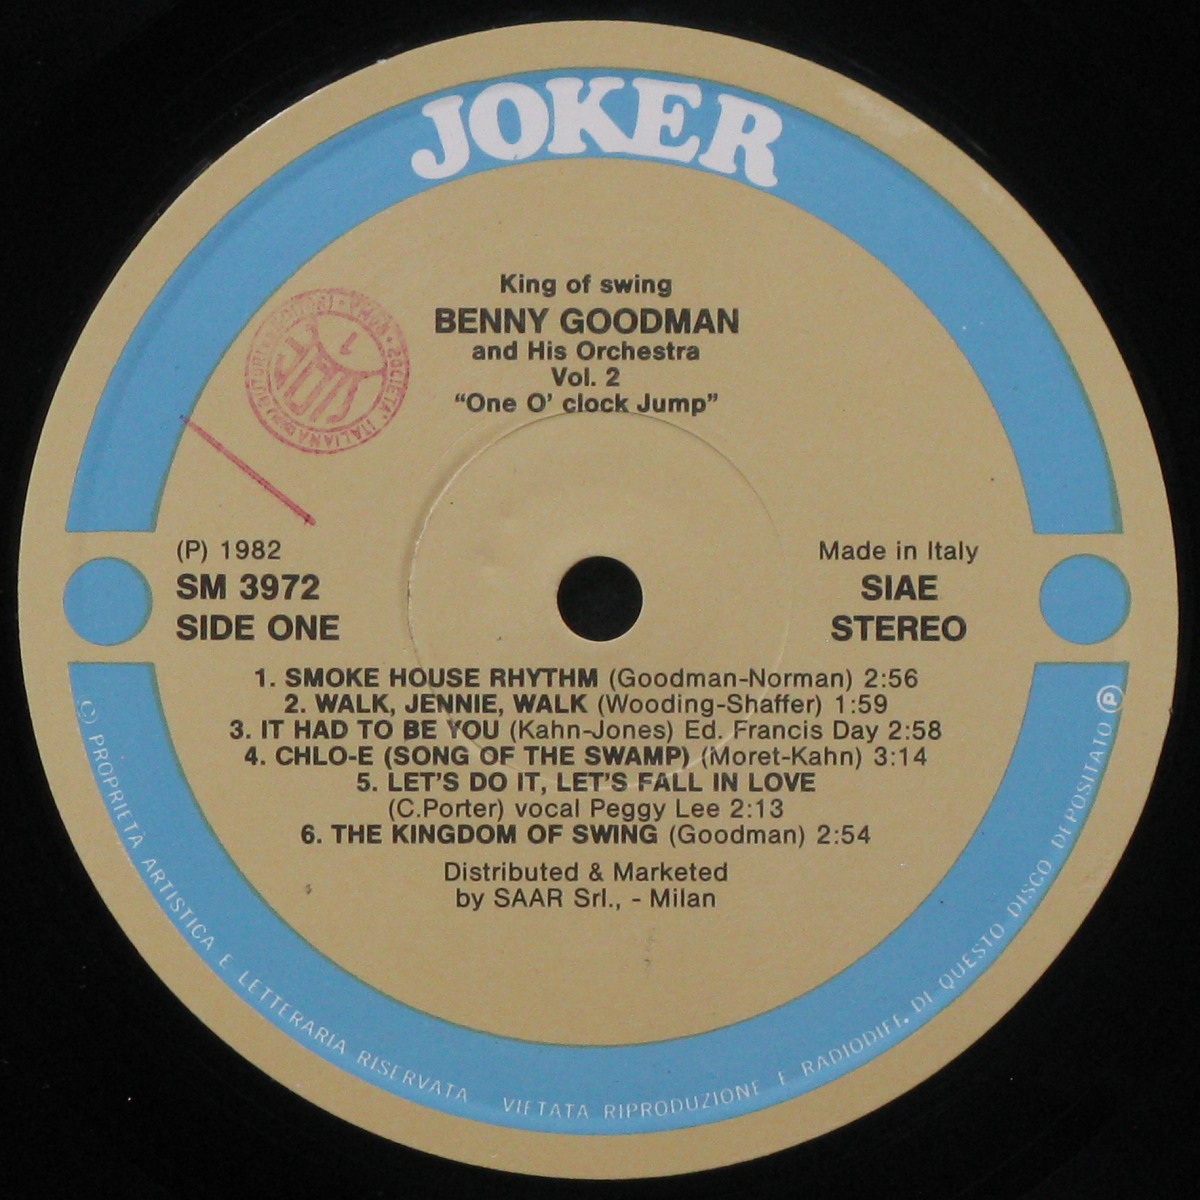 JOKER
King of swing
BENNY GOODMAN
and His Orchestra
Vol. 2
"One O' clock Jump"
SOCIETA' ITALIANA
(P) 1982
SM 3972
SIDE ONE
Made in Italy
SIAE
STEREO
1. SMOKE HOUSE RHYTHM (Goodman-Norman) 2:56
2. WALK, JENNIE, WALK (Wooding-Shaffer) 1:59
3. IT HAD TO BE YOU (Kahn-Jones) Ed. Francis Day 2:58
4. CHLO-E (SONG OF THE SWAMP) (Moret-Kahn) 3:14
5. LET'S DO IT, LET'S FALL IN LOVE
(C.Porter) vocal Peggy Lee 2:13
6. THE KINGDOM OF SWING (Goodman) 2:54
Distributed & Marketed
by SAAR Srl., - Milan
© PROPRIETÀ ARTISTICA E LETTERARIA RISERVATA VIETATA RIPRODUZIONE E RADIODIFF. DI QUESTO DISCO DEPOSITATO ℗